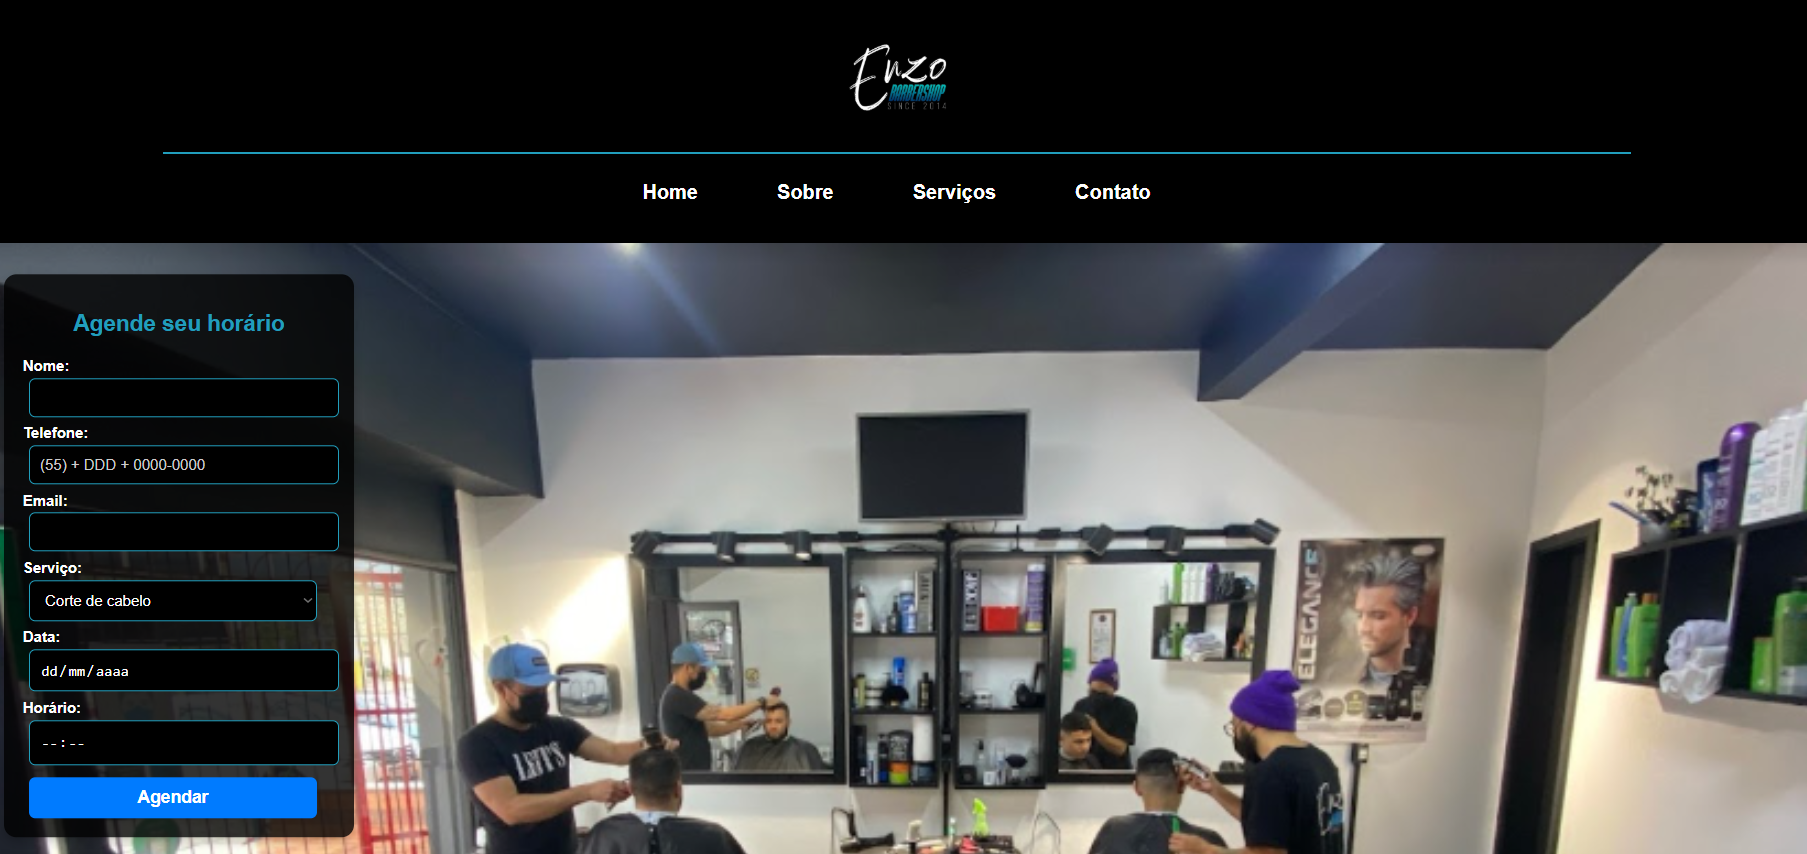 Enzo
BARBERSHOP
SINCE 2014
Home Sobre Serviços Contato
Agende seu horário
Nome:
Telefone:
(55) + DDD + 0000-0000
Email:
Serviço:
Corte de cabelo
Data:
dd/mm/aaaa
Horário:
--:--
Agendar
ELEGANCE
Enzo